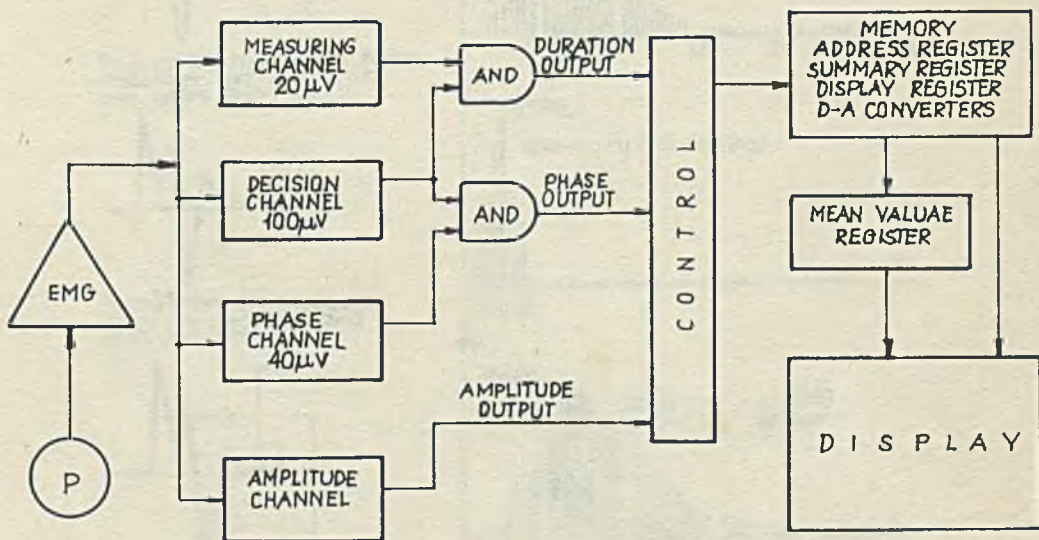 MEASURING
CHANNEL
20μV
AND
DURATION
OUTPUT
DECISION
CHANNEL
100μV
AND
PHASE
OUTPUT
EMG
PHASE
CHANNEL
40μV
AMPLITUDE
OUTPUT
P
AMPLITUDE
CHANNEL
CONTROL
MEMORY
ADDRESS REGISTER
SUMMARY REGISTER
DISPLAY REGISTER
D-A CONVERTERS
MEAN VALUAE
REGISTER
DISPLAY